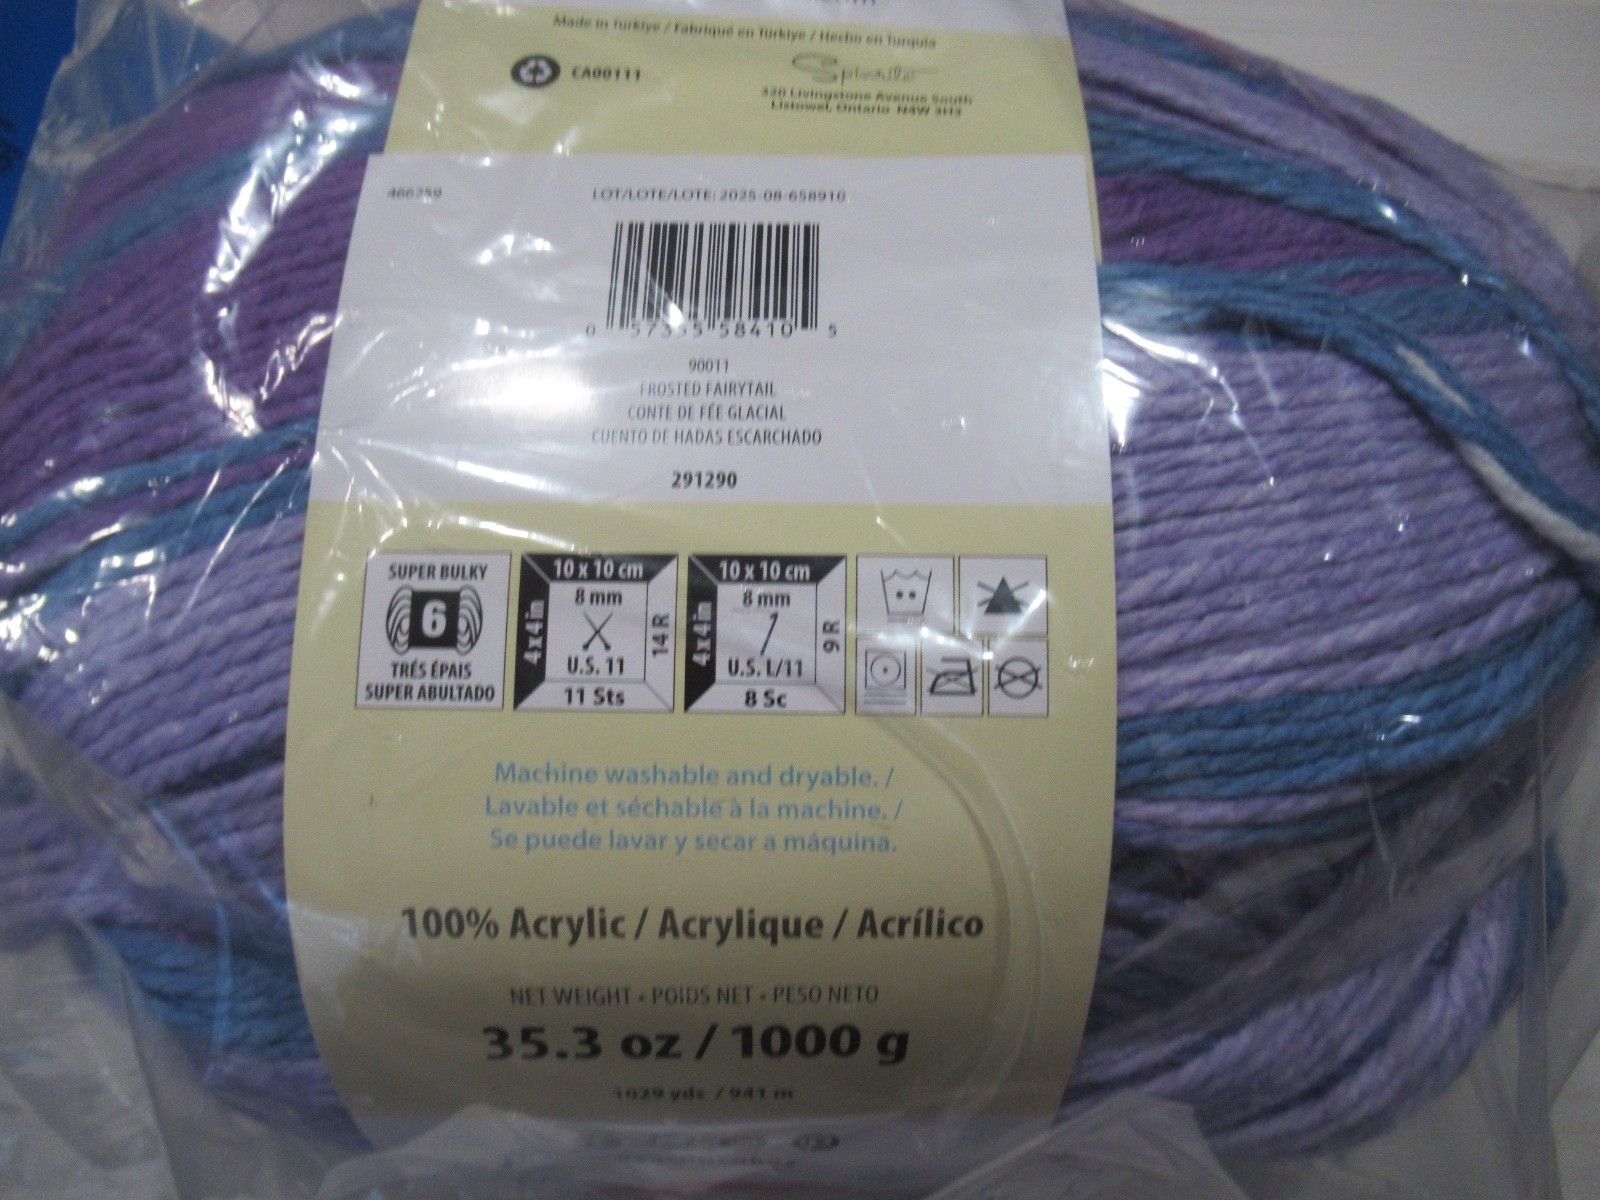 Made in Türkiye / Fabriqué en Türkiye / Hecho en Turquía
CA00111
Spinrite
320 Livingstone Avenue South
Listowel, Ontario N4W 3H3
466259
LOT/LOTE/LOTE: 2025-08-658910
0 57355 58410 5
90011
FROSTED FAIRYTAIL
CONTE DE FÉE GLACIAL
CUENTO DE HADAS ESCARCHADO
291290
SUPER BULKY
6
TRÉS ÉPAIS
SUPER ABULTADO
10 x 10 cm
4 x 4 in
8 mm
U.S. 11
14 R
11 Sts
10 x 10 cm
4 x 4 in
8 mm
U.S. L/11
9 R
8 Sc
Machine washable and dryable. /
Lavable et séchable à la machine. /
Se puede lavar y secar a máquina.
100% Acrylic / Acrylique / Acrílico
NET WEIGHT • POIDS NET • PESO NETO
35.3 oz / 1000 g
1029 yds / 941 m